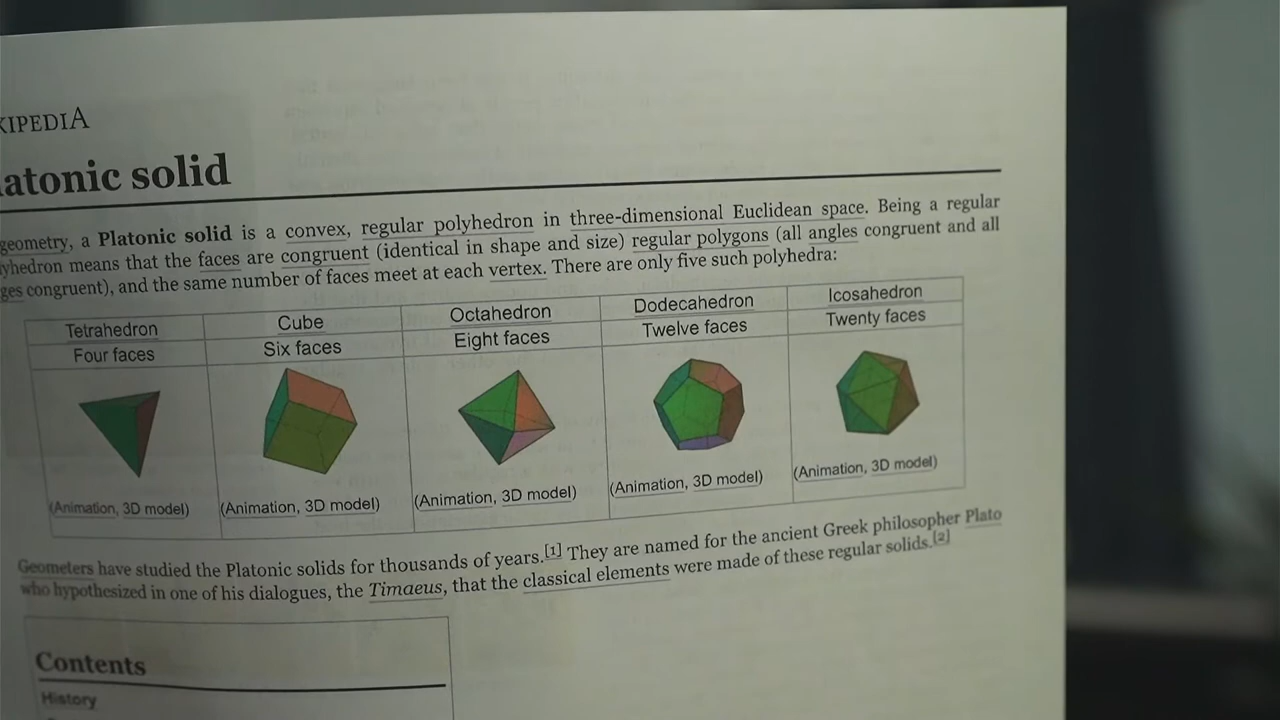 KIPEDIA
latonic solid
geometry, a Platonic solid is a convex, regular polyhedron in three-dimensional Euclidean space. Being a regular
lyhedron means that the faces are congruent (identical in shape and size) regular polygons (all angles congruent and all
ges congruent), and the same number of faces meet at each vertex. There are only five such polyhedra:
Tetrahedron Cube Octahedron Dodecahedron Icosahedron
Four faces Six faces Eight faces Twelve faces Twenty faces
(Animation, 3D model) (Animation, 3D model) (Animation, 3D model) (Animation, 3D model) (Animation, 3D model)
Geometers have studied the Platonic solids for thousands of years.[1] They are named for the ancient Greek philosopher Plato
who hypothesized in one of his dialogues, the Timaeus, that the classical elements were made of these regular solids.[2]
Contents
History